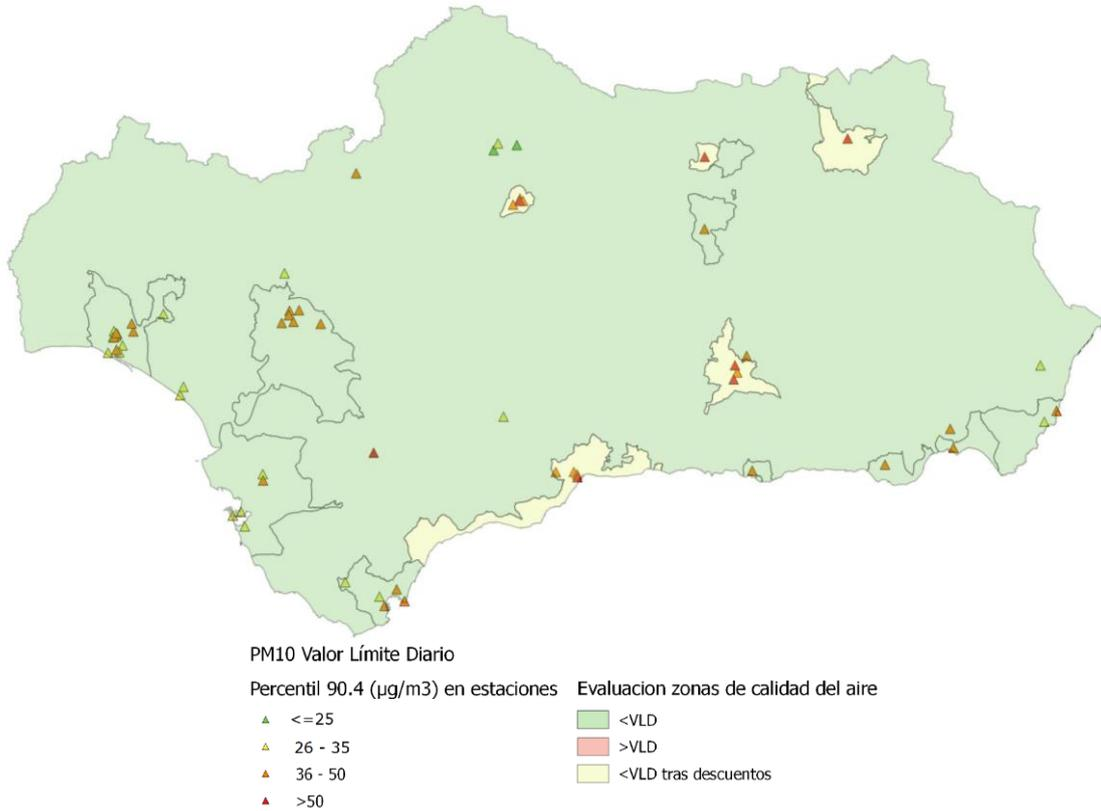 PM10 Valor Límite Diario
Percentil 90.4 (µg/m3) en estaciones
<=25
26 - 35
36 - 50
>50
Evaluacion zonas de calidad del aire
<VLD
>VLD
<VLD tras descuentos